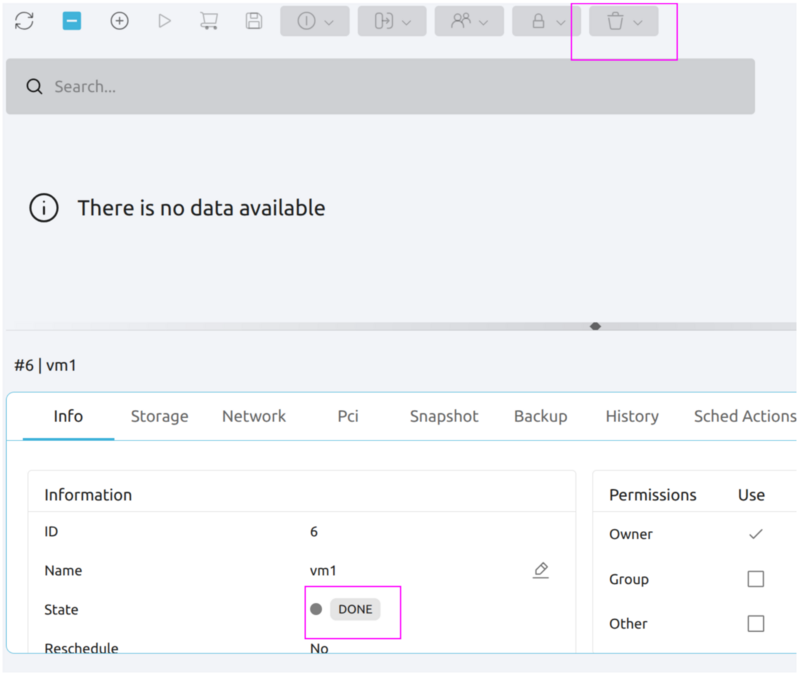 Search...
There is no data available
#6 | vm1
Info Storage Network Pci Snapshot Backup History Sched Actions
Information
ID 6
Name vm1
State DONE
Reschedule No
Permissions Use
Owner
Group
Other